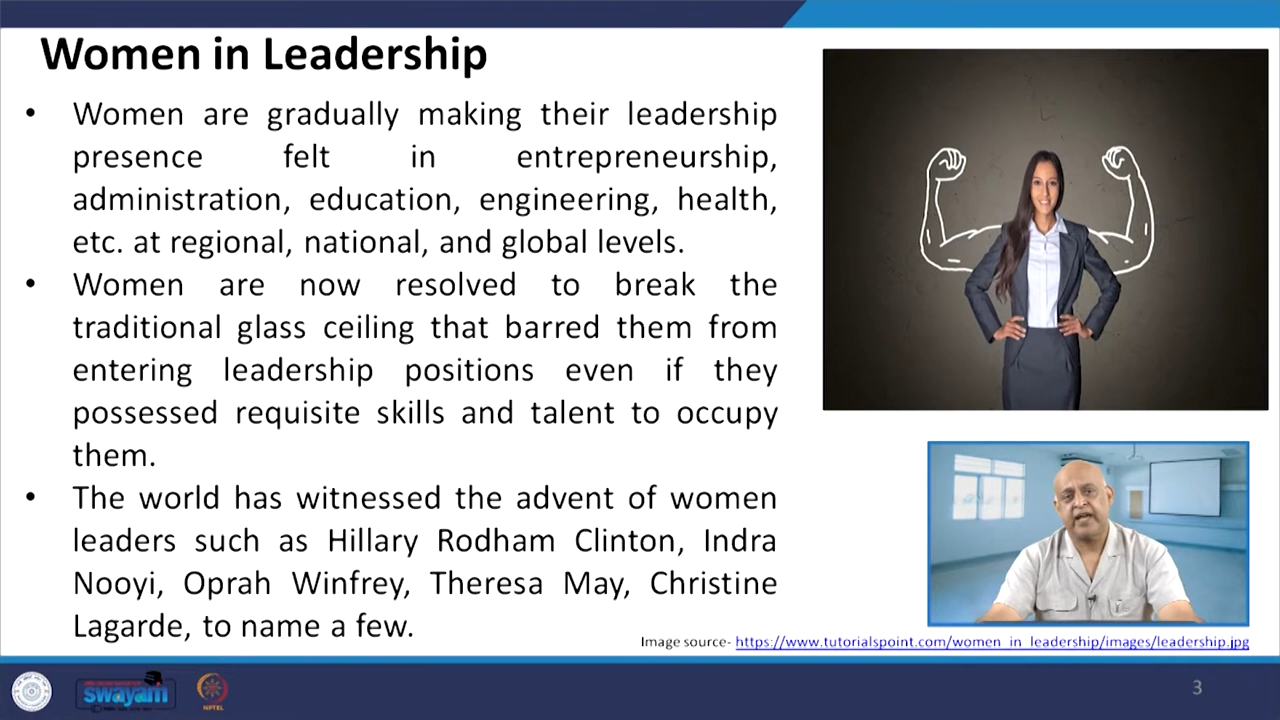 Women in Leadership
• Women are gradually making their leadership
presence felt in entrepreneurship,
administration, education, engineering, health,
etc. at regional, national, and global levels.
• Women are now resolved to break the
traditional glass ceiling that barred them from
entering leadership positions even if they
possessed requisite skills and talent to occupy
them.
• The world has witnessed the advent of women
leaders such as Hillary Rodham Clinton, Indra
Nooyi, Oprah Winfrey, Theresa May, Christine
Lagarde, to name a few.
Image source- https://www.tutorialspoint.com/women_in_leadership/images/leadership.jpg
swayam
NPTEL
3